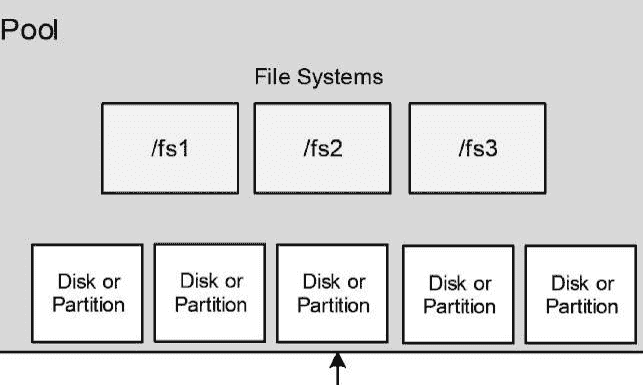 Pool
File Systems
/fs1
/fs2
/fs3
Disk or
Partition
Disk or
Partition
Disk or
Partition
Disk or
Partition
Disk or
Partition